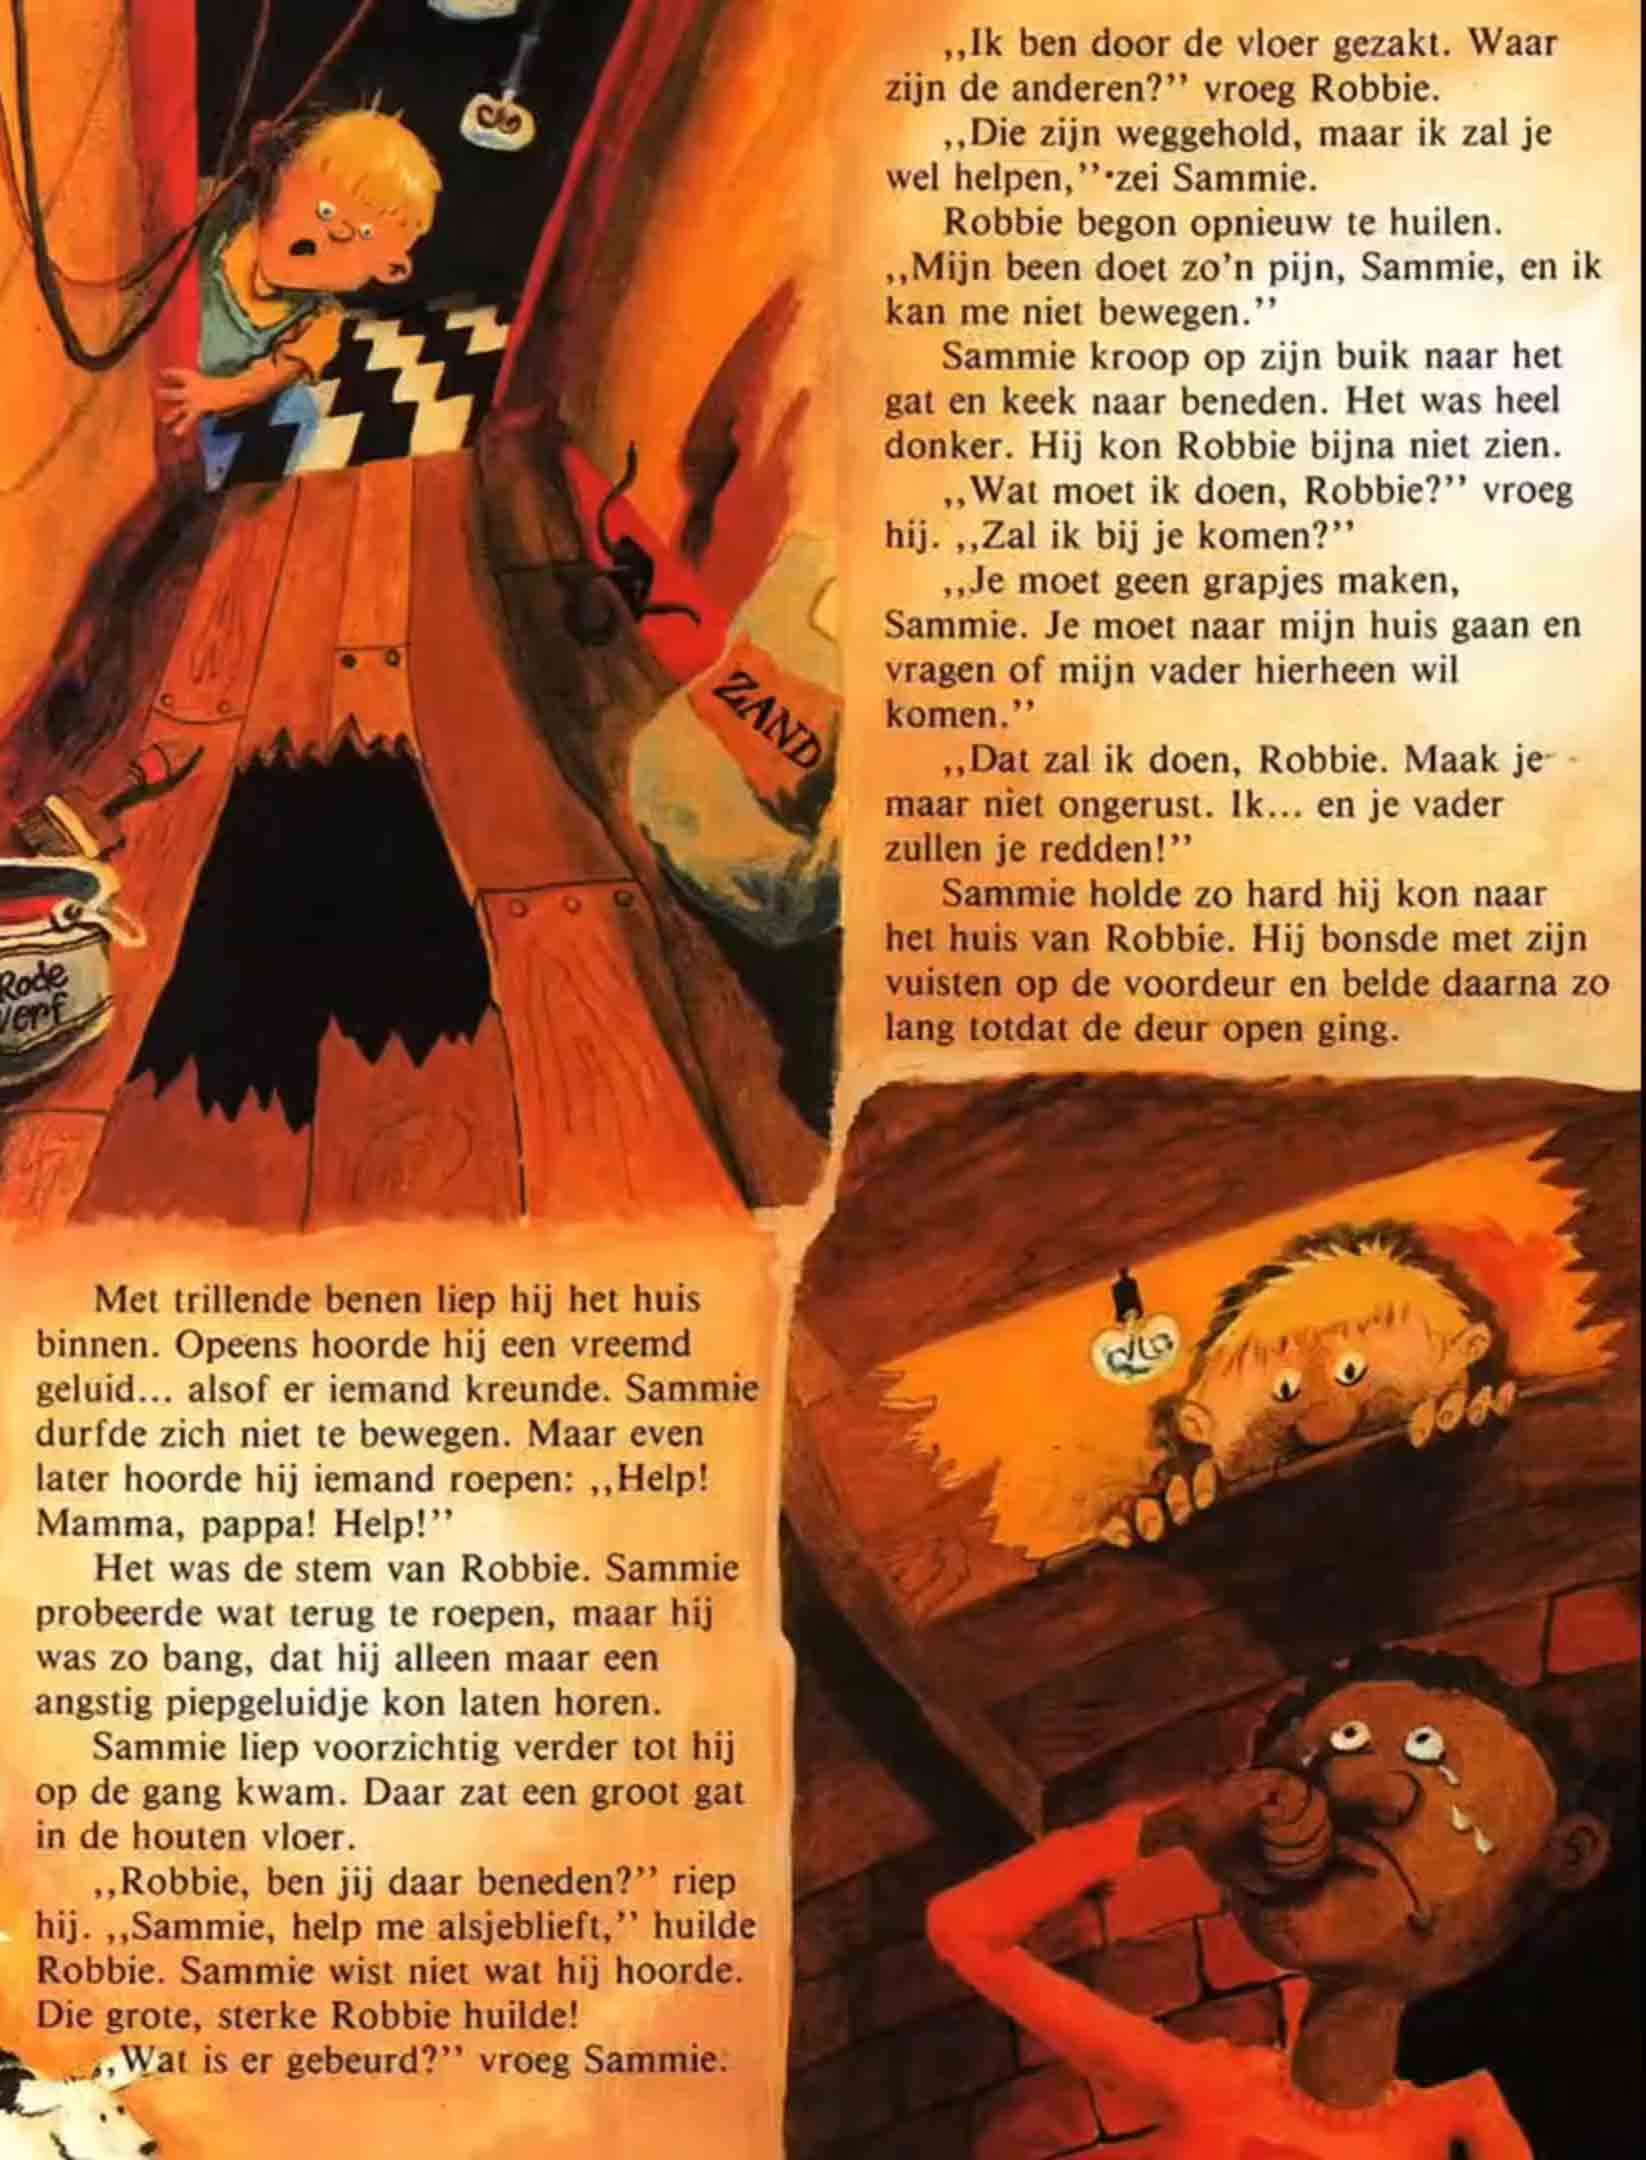 ZAND
Rode
verf
Met trillende benen liep hij het huis
binnen. Opeens hoorde hij een vreemd
geluid... alsof er iemand kreunde. Sammie
durfde zich niet te bewegen. Maar even
later hoorde hij iemand roepen: ,,Help!
Mamma, pappa! Help!’’
Het was de stem van Robbie. Sammie
probeerde wat terug te roepen, maar hij
was zo bang, dat hij alleen maar een
angstig piepgeluidje kon laten horen.
Sammie liep voorzichtig verder tot hij
op de gang kwam. Daar zat een groot gat
in de houten vloer.
,,Robbie, ben jij daar beneden?’’ riep
hij. ,,Sammie, help me alsjeblieft,’’ huilde
Robbie. Sammie wist niet wat hij hoorde.
Die grote, sterke Robbie huilde!
,,Wat is er gebeurd?’’ vroeg Sammie.
,,Ik ben door de vloer gezakt. Waar
zijn de anderen?’’ vroeg Robbie.
,,Die zijn weggehold, maar ik zal je
wel helpen,’’ zei Sammie.
Robbie begon opnieuw te huilen.
,,Mijn been doet zo’n pijn, Sammie, en ik
kan me niet bewegen.’’
Sammie kroop op zijn buik naar het
gat en keek naar beneden. Het was heel
donker. Hij kon Robbie bijna niet zien.
,,Wat moet ik doen, Robbie?’’ vroeg
hij. ,,Zal ik bij je komen?’’
,,Je moet geen grapjes maken,
Sammie. Je moet naar mijn huis gaan en
vragen of mijn vader hierheen wil
komen.’’
,,Dat zal ik doen, Robbie. Maak je
maar niet ongerust. Ik... en je vader
zullen je redden!’’
Sammie holde zo hard hij kon naar
het huis van Robbie. Hij bonsde met zijn
vuisten op de voordeur en belde daarna zo
lang totdat de deur open ging.